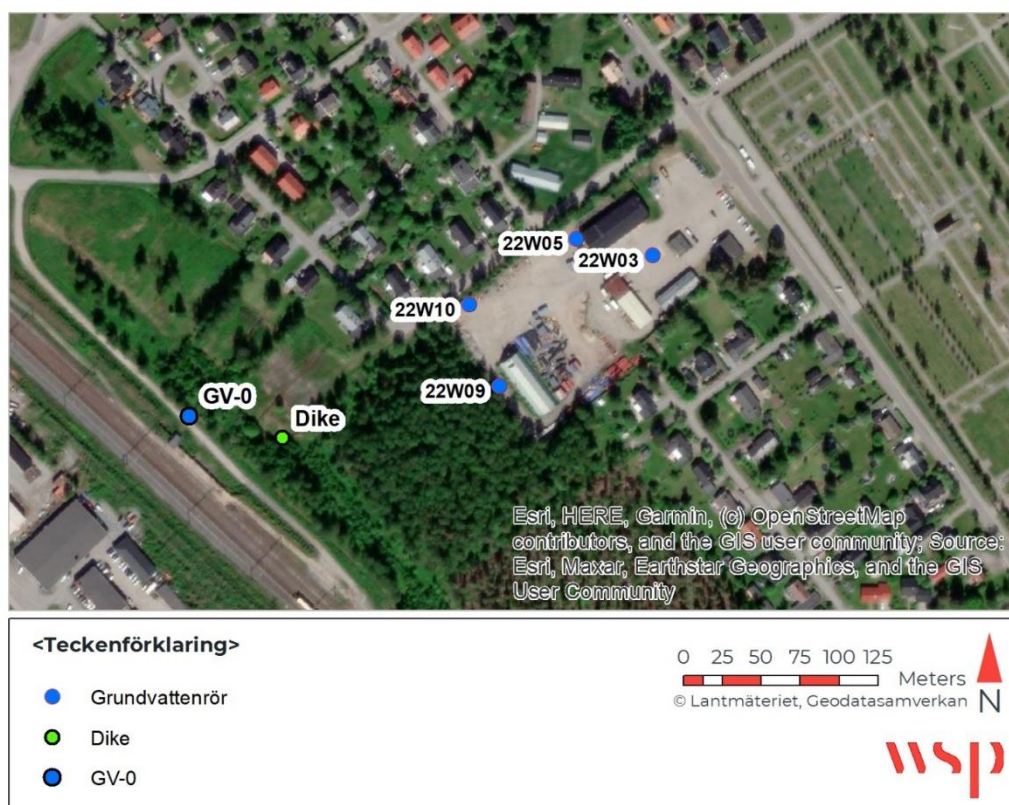 22W05
22W03
22W10
22W09
GV-0
Dike
Esri, HERE, Garmin, (c) OpenStreetMap
contributors, and the GIS user community; Source:
Esri, Maxar, Earthstar Geographics, and the GIS
User Community
<Teckenförklaring>
Grundvattenrör
Dike
GV-0
0 25 50 75 100 125
Meters
© Lantmäteriet, Geodatasamverkan
N
wsp